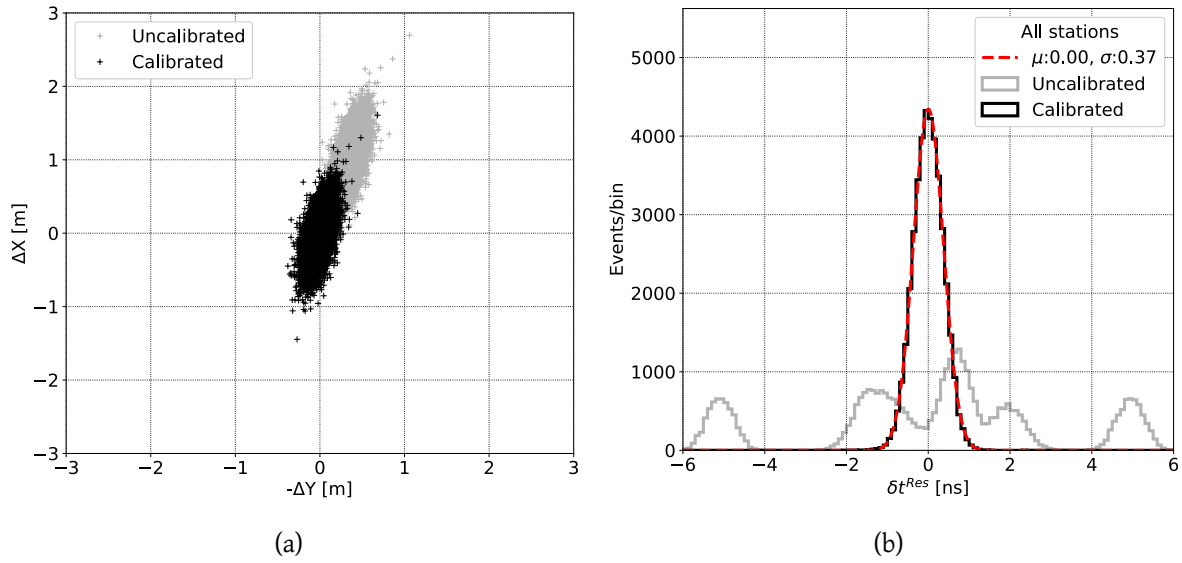 Uncalibrated
Calibrated
3
2
1
0
−1
−2
−3
ΔX [m]
−3 −2 −1 0 1 2 3
-ΔY [m]
(a)
All stations
μ:0.00, σ:0.37
Uncalibrated
Calibrated
5000
4000
3000
2000
1000
0
Events/bin
−6 −4 −2 0 2 4 6
δt^Res [ns]
(b)